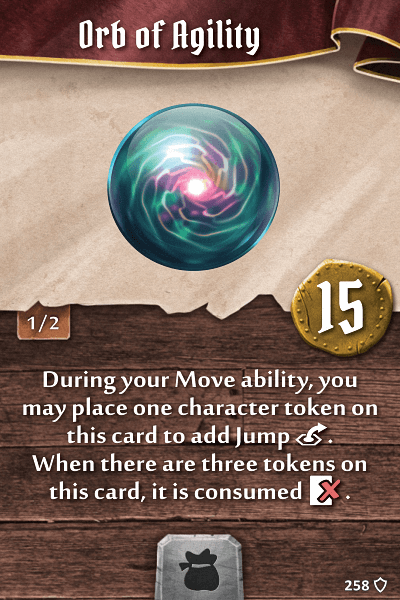 Orb of Agility
15
1/2
During your Move ability, you
may place one character token on
this card to add Jump.
When there are three tokens on
this card, it is consumed.
258